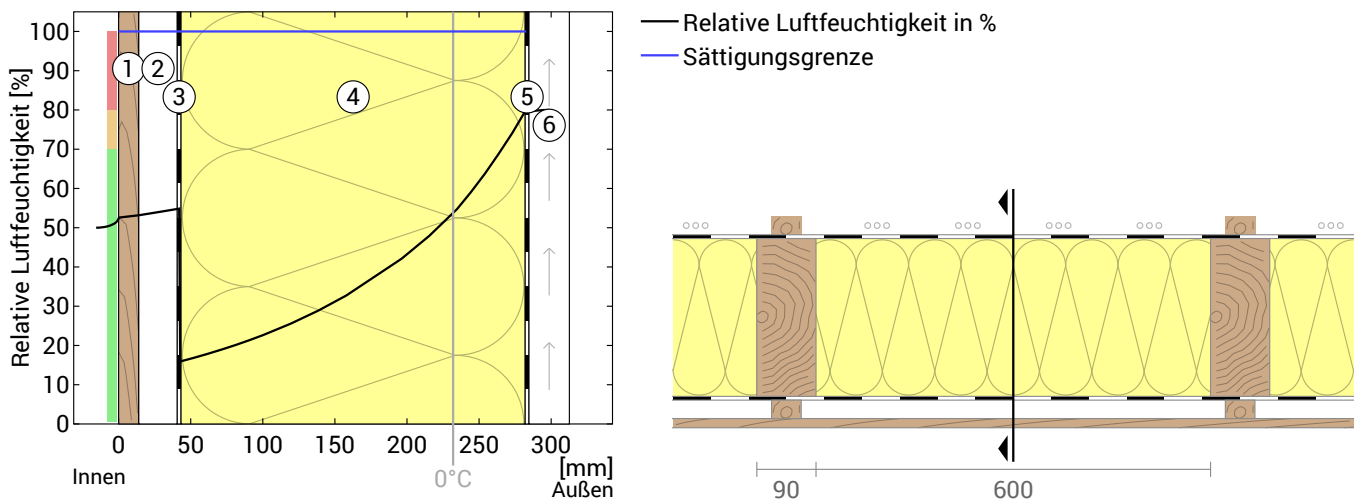 Relative Luftfeuchtigkeit [%]
100
90
80
70
60
50
40
30
20
10
0
1
2
3
4
5
6
0 50 100 150 200 250 300
[mm]
Innen
0°C
Außen
Relative Luftfeuchtigkeit in %
Sättigungsgrenze
90
600